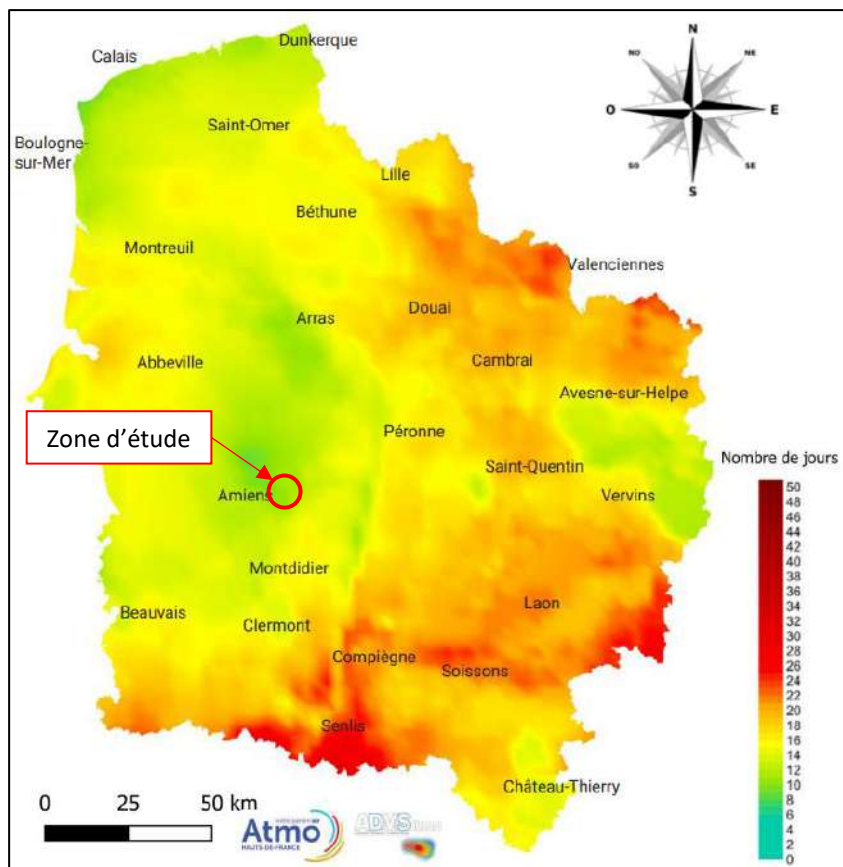 Dunkerque
Calais
N
NO
NE
O
E
SO
SE
S
Saint-Omer
Boulogne-
sur-Mer
Lille
Béthune
Montreuil
Valenciennes
Arras
Douai
Abbeville
Cambrai
Avesne-sur-Helpe
Zone d'étude
Péronne
Nombre de jours
Saint-Quentin
Amiens
Vervins
Montdidier
Beauvais
Clermont
Laon
Compiègne
Soissons
Senlis
Château-Thierry
50
48
46
44
42
40
38
36
34
32
30
28
26
24
22
20
18
16
14
12
10
8
6
4
2
0
0 25 50 km
Atmo
HAUTS-DE-FRANCE